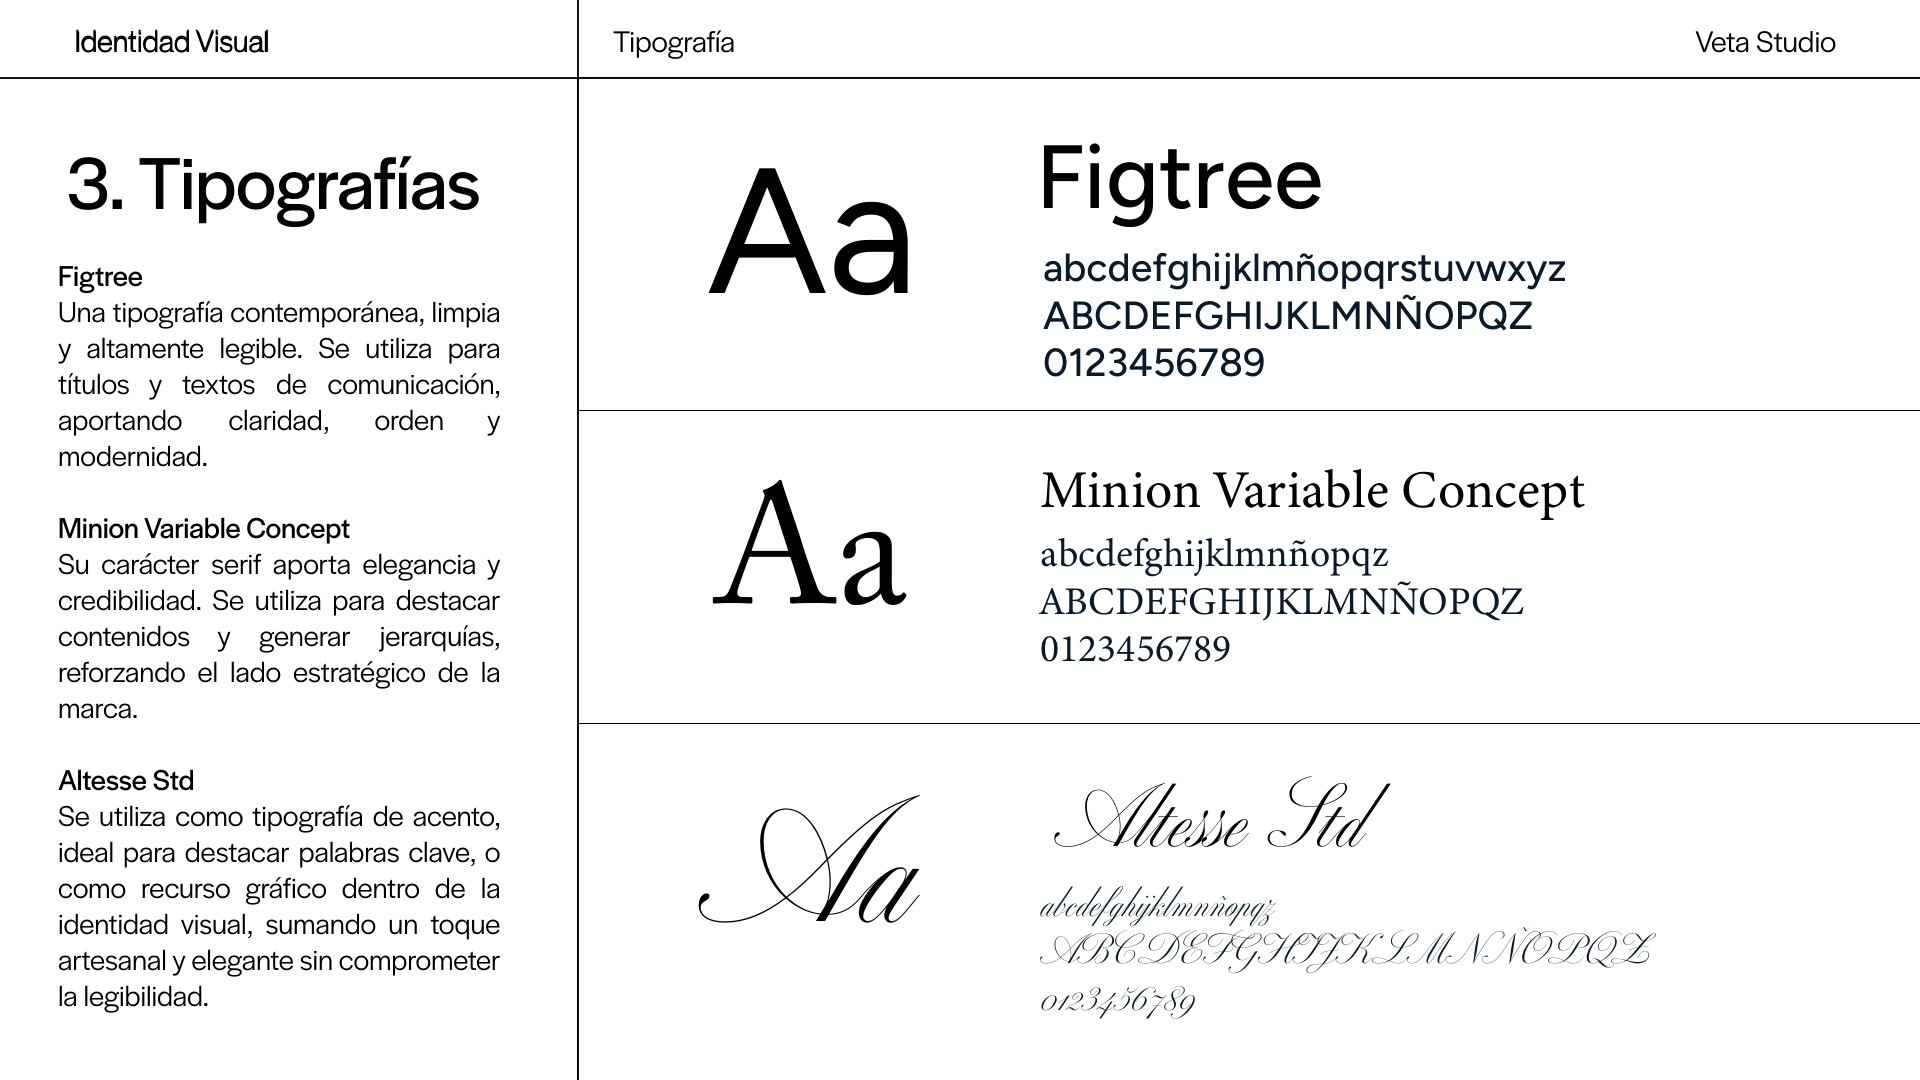 Identidad Visual
Tipografía
Veta Studio
3. Tipografías
Figtree
Una tipografía contemporánea, limpia
y altamente legible. Se utiliza para
títulos y textos de comunicación,
aportando claridad, orden y
modernidad.
Minion Variable Concept
Su carácter serif aporta elegancia y
credibilidad. Se utiliza para destacar
contenidos y generar jerarquías,
reforzando el lado estratégico de la
marca.
Altesse Std
Se utiliza como tipografía de acento,
ideal para destacar palabras clave, o
como recurso gráfico dentro de la
identidad visual, sumando un toque
artesanal y elegante sin comprometer
la legibilidad.
Aa
Figtree
abcdefghijklmñopqrstuvwxyz
ABCDEFGHIJKLMNÑOPQZ
0123456789
Aa
Minion Variable Concept
abcdefghijklmnñopqz
ABCDEFGHIJKLMNÑOPQZ
0123456789
Aa
Altesse Std
abcdefghijklmnñopqz
ABCDEFGHIJKLMNÑOPQZ
0123456789